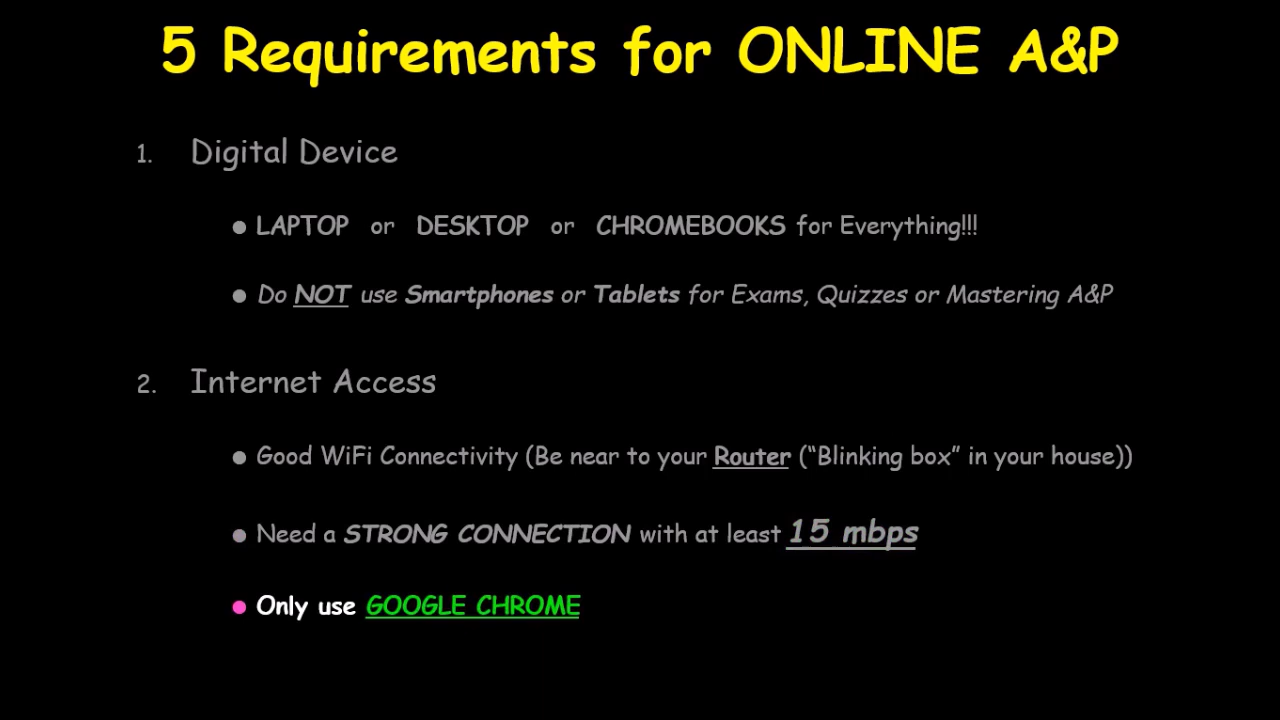 5 Requirements for ONLINE A&P
1. Digital Device
● LAPTOP or DESKTOP or CHROMEBOOKS for Everything!!!
● Do NOT use Smartphones or Tablets for Exams, Quizzes or Mastering A&P
2. Internet Access
● Good WiFi Connectivity (Be near to your Router (“Blinking box” in your house))
● Need a STRONG CONNECTION with at least 15 mbps
● Only use GOOGLE CHROME